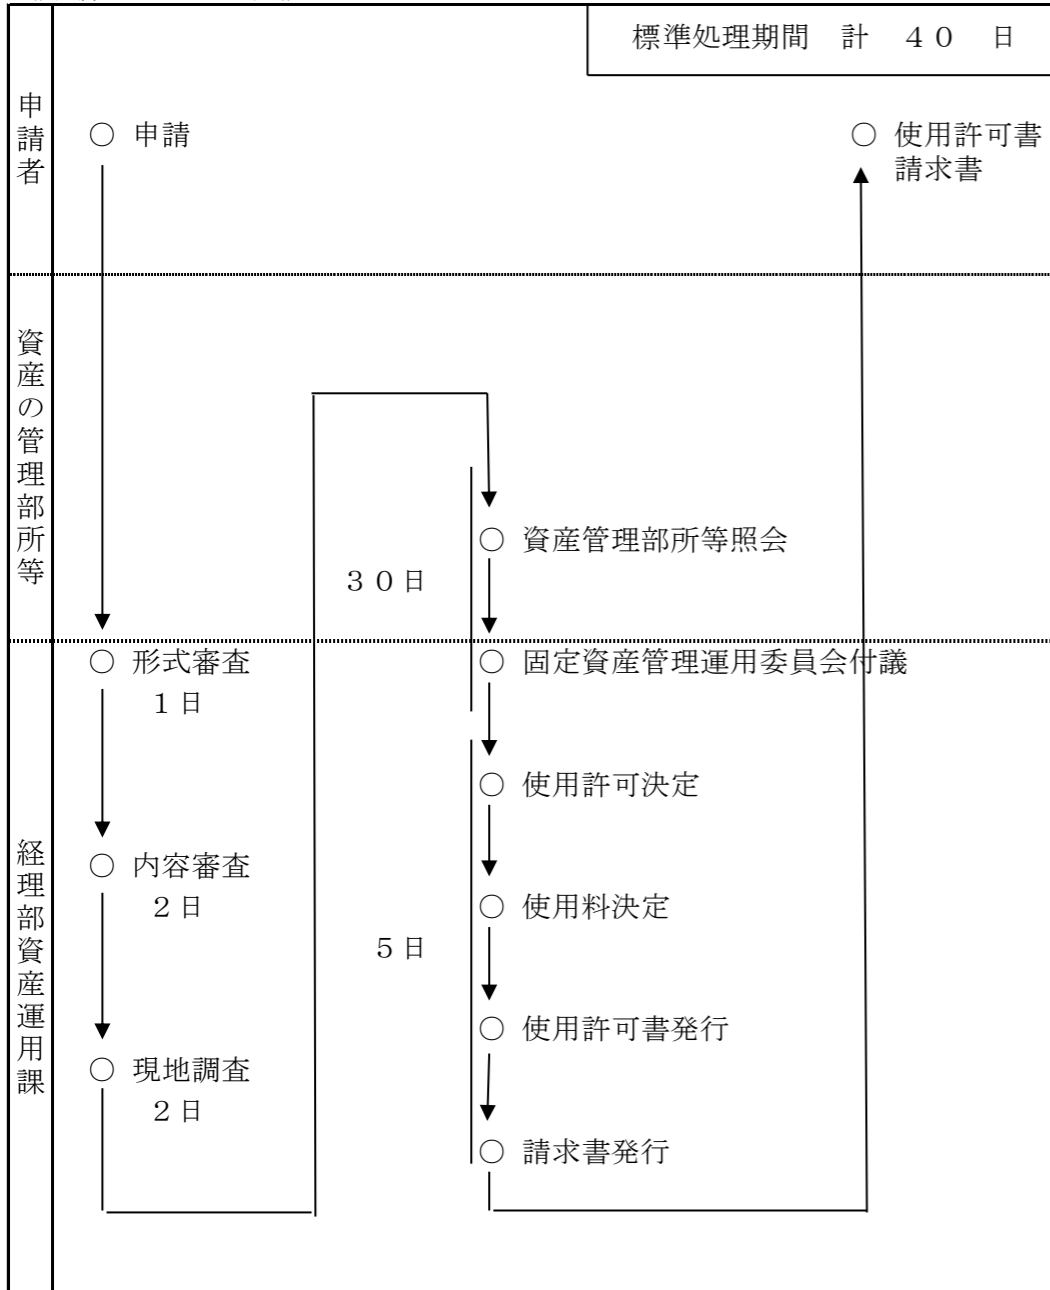 標準処理期間　計　４０　日
申請者
○ 申請
○ 使用許可書
請求書
資産の管理部所等
○ 資産管理部所等照会
３０日
経理部資産運用課
○ 形式審査
１日
○ 内容審査
２日
○ 現地調査
２日
○ 固定資産管理運用委員会付議
○ 使用許可決定
○ 使用料決定
５日
○ 使用許可書発行
○ 請求書発行